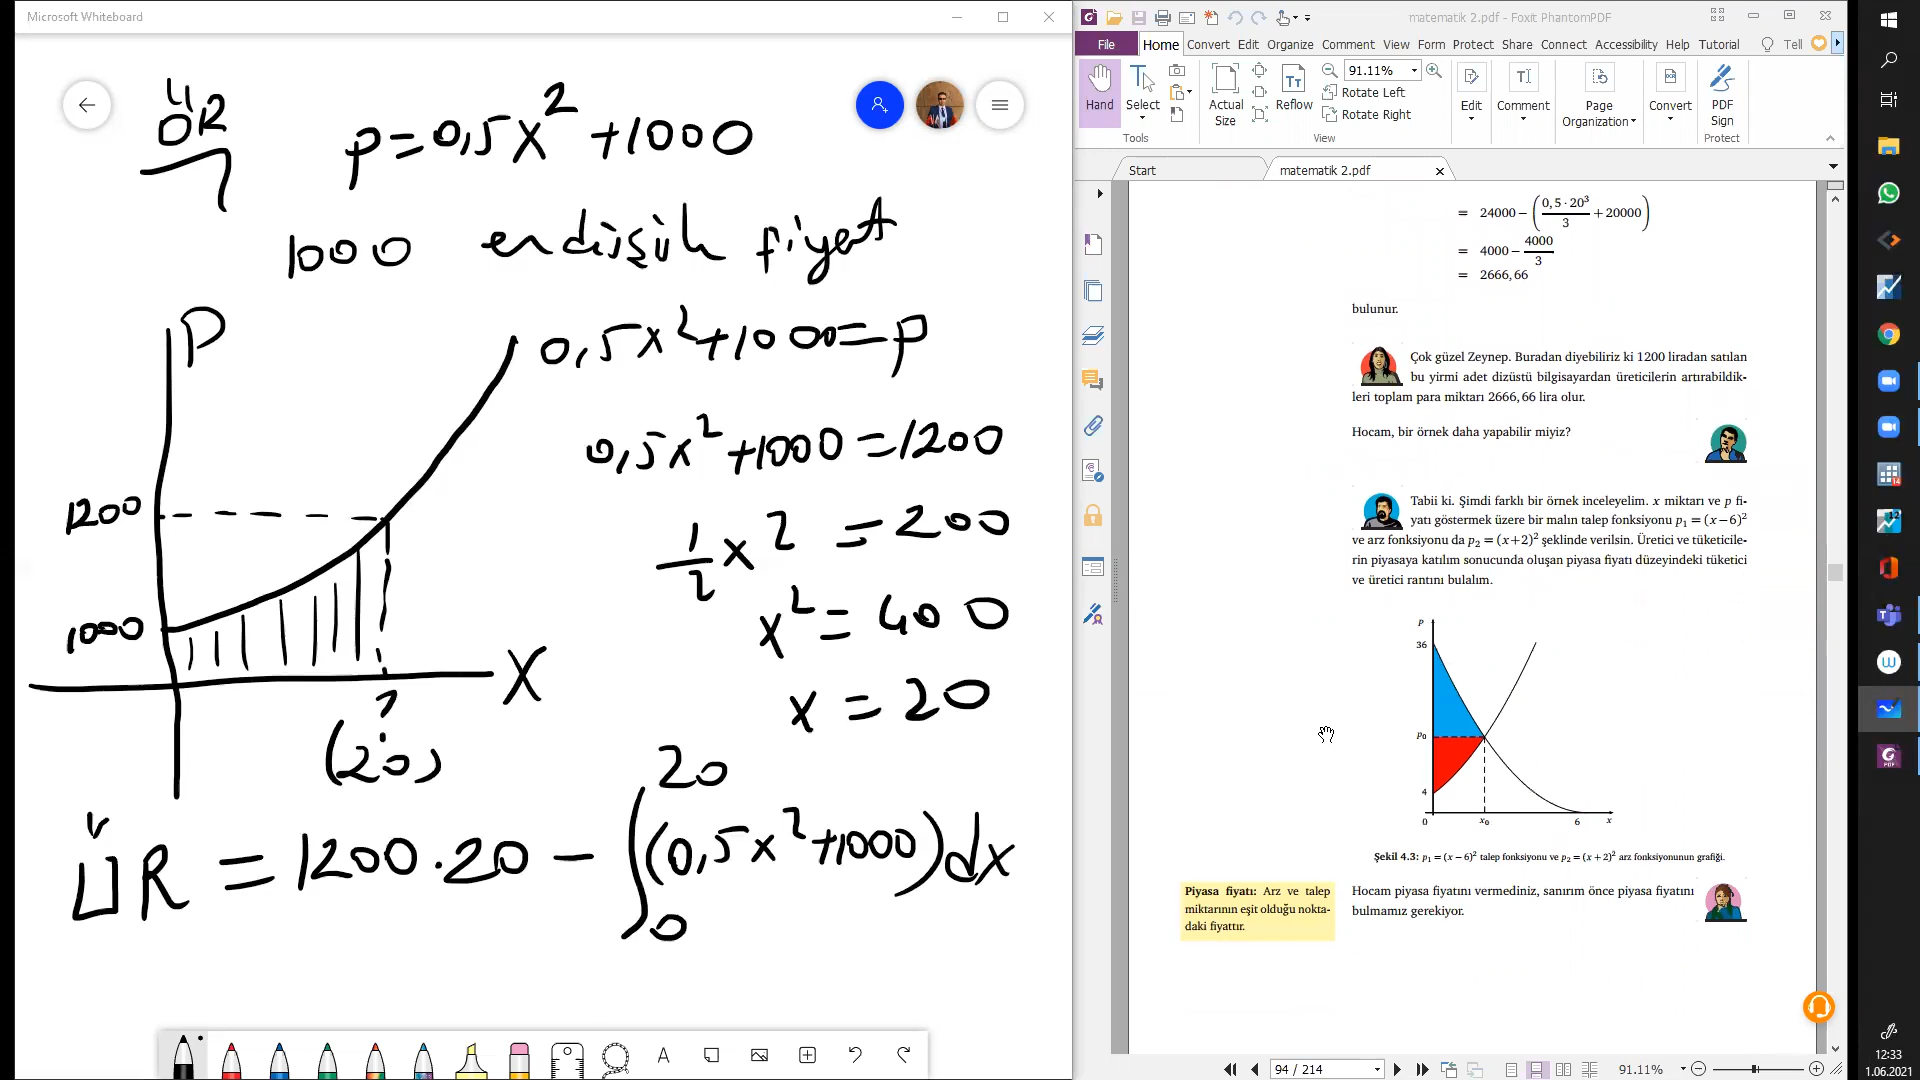 Microsoft Whiteboard
ÜR
p=0,5x²+1000
1000 en düşük fiyat
P
0,5x²+1000=p
0,5x²+1000=1200
1200
1/2 x² = 200
1000
x² = 400
X
x = 20
?
(20)
ÜR = 1200.20 - ∫₀²⁰ (0,5x²+1000)dx
matematik 2.pdf - Foxit PhantomPDF
File Home Convert Edit Organize Comment View Form Protect Share Connect Accessibility Help Tutorial Tell
91.11%
Rotate Left
Rotate Right
Hand Select Actual Size Reflow Edit Comment Page Organization Convert PDF Sign
Tools View Protect
Start matematik 2.pdf
= 24000 − (0,5·20³/3 + 20000)
= 4000 − 4000/3
= 2666,66
bulunur.
Çok güzel Zeynep. Buradan diyebiliriz ki 1200 liradan satılan
bu yirmi adet dizüstü bilgisayardan üreticilerin artırabildik-
leri toplam para miktarı 2666,66 lira olur.
Hocam, bir örnek daha yapabilir miyiz?
Tabii ki. Şimdi farklı bir örnek inceleyelim. x miktarı ve p fi-
yatı göstermek üzere bir malın talep fonksiyonu p₁ = (x−6)²
ve arz fonksiyonu da p₂ = (x+2)² şeklinde verilsin. Üretici ve tüketicile-
rin piyasaya katılım sonucunda oluşan piyasa fiyatı düzeyindeki tüketici
ve üretici rantını bulalım.
p
36
p₀
4
0 x₀ 6 x
Şekil 4.3: p₁ = (x−6)² talep fonksiyonu ve p₂ = (x+2)² arz fonksiyonunun grafiği.
Piyasa fiyatı: Arz ve talep
miktarının eşit olduğu nokta-
daki fiyattır.
Hocam piyasa fiyatını vermediniz, sanırım önce piyasa fiyatını
bulmamız gerekiyor.
94 / 214
91.11%
12:33
1.06.2021